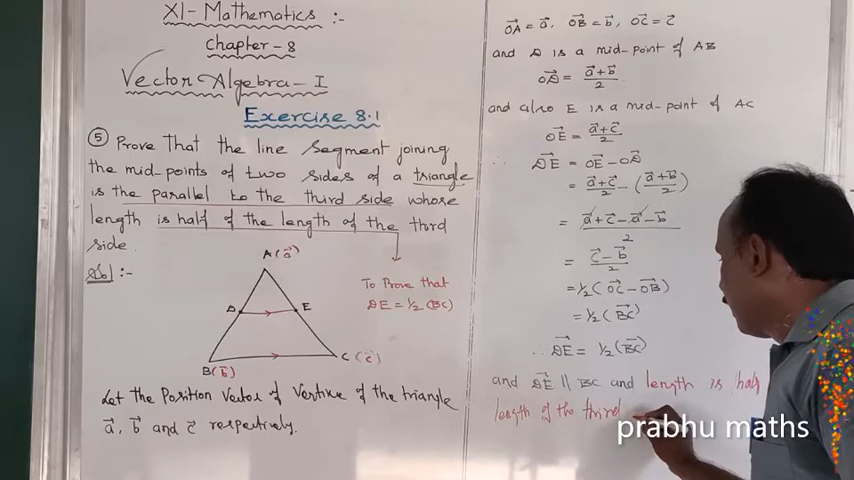 XI- Mathematics :-
Chapter - 8
Vector Algebra - I
Exercise 8.1
⑤ Prove That the line Segment joining
the mid-points of two sides of a triangle
is the parallel to the third side whose
length is half of the length of the third
side.
Sol :-
A(a⃗)
D
E
B(b⃗)
C(c⃗)
To Prove that
DE = 1/2 (BC)
Let the Position Vector of Vertice of the triangle
a⃗, b⃗ and c⃗ respectively.
OA⃗ = a⃗, OB⃗ = b⃗, OC⃗ = c⃗
and D is a mid-point of AB
OD⃗ = (a⃗+b⃗)/2
and also E is a mid-point of AC
OE⃗ = (a⃗+c⃗)/2
∴ DE⃗ = OE⃗ - OD⃗
= (a⃗+c⃗)/2 - ((a⃗+b⃗)/2)
= (a⃗+c⃗-a⃗-b⃗)/2
= (c⃗-b⃗)/2
= 1/2 (OC⃗ - OB⃗)
= 1/2 (BC⃗)
∴ DE⃗ = 1/2 (BC⃗)
and DE⃗ || BC and length is half
length of the third
prabhu maths